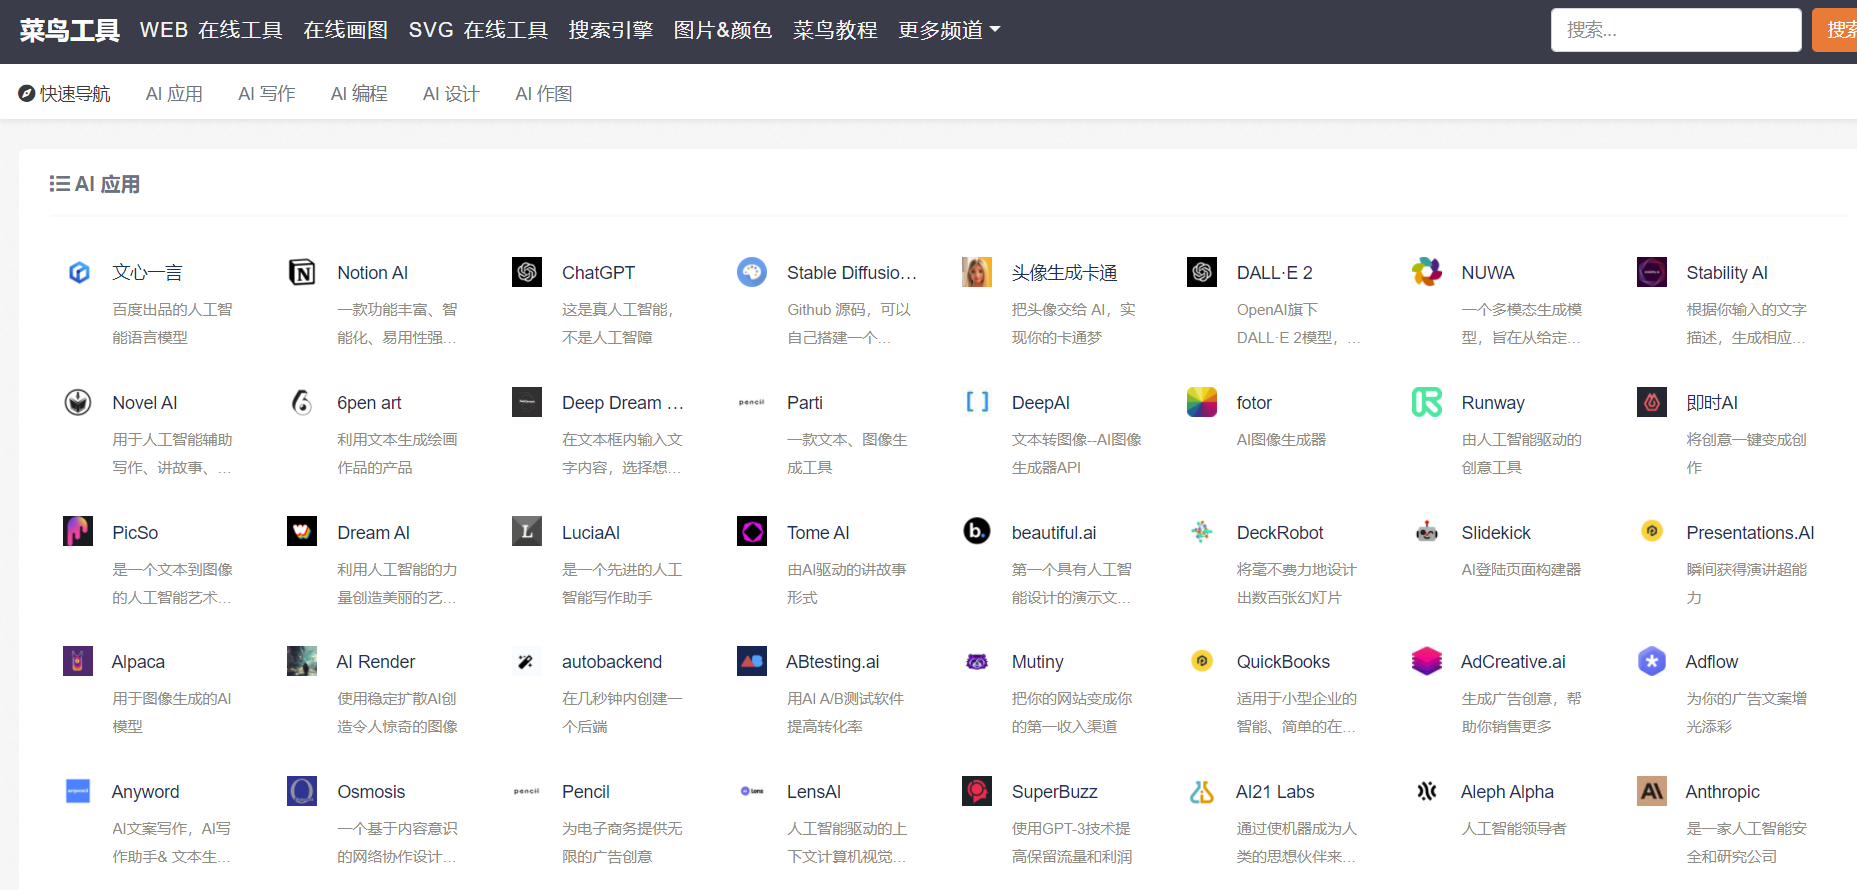 菜鸟工具 WEB 在线工具 在线画图 SVG 在线工具 搜索引擎 图片&颜色 菜鸟教程 更多频道 搜索... 搜索
快速导航 AI 应用 AI 写作 AI 编程 AI 设计 AI 作图
AI 应用
文心一言
百度出品的人工智
能语言模型
Notion AI
一款功能丰富、智
能化、易用性强...
ChatGPT
这是真人工智能,
不是人工智障
Stable Diffusio...
Github 源码，可以
自己搭建一个...
头像生成卡通
把头像交给 AI，实
现你的卡通梦
DALL·E 2
OpenAI旗下
DALL·E 2模型，...
NUWA
一个多模态生成模
型，旨在从给定...
Stability AI
根据你输入的文字
描述，生成相应...
Novel AI
用于人工智能辅助
写作、讲故事、...
6pen art
利用文本生成绘画
作品的产品
Deep Dream ...
在文本框内输入文
字内容，选择想...
pencil
Parti
一款文本、图像生
成工具
DeepAI
文本转图像--AI图像
生成器API
fotor
AI图像生成器
Runway
由人工智能驱动的
创意工具
即时AI
将创意一键变成创
作
PicSo
是一个文本到图像
的人工智能艺术...
Dream AI
利用人工智能的力
量创造美丽的艺...
L
LuciaAI
是一个先进的人工
智能写作助手
Tome AI
由AI驱动的讲故事
形式
b.
beautiful.ai
第一个具有人工智
能设计的演示文...
DeckRobot
将毫不费力地设计
出数百张幻灯片
Slidekick
AI登陆页面构建器
Presentations.AI
瞬间获得演讲超能
力
Alpaca
用于图像生成的AI
模型
AI Render
使用稳定扩散AI创
造令人惊奇的图像
autobackend
在几秒钟内创建一
个后端
AB
ABtesting.ai
用AI A/B测试软件
提高转化率
Mutiny
把你的网站变成你
的第一收入渠道
QuickBooks
适用于小型企业的
智能、简单的在...
AdCreative.ai
生成广告创意，帮
助你销售更多
Adflow
为你的广告文案增
光添彩
Anyword
AI文案写作，AI写
作助手& 文本生...
Osmosis
一个基于内容意识
的网络协作设计...
pencil
Pencil
为电子商务提供无
限的广告创意
Lens
LensAI
人工智能驱动的上
下文计算机视觉...
SuperBuzz
使用GPT-3技术提
高保留流量和利润
AI21 Labs
通过使机器成为人
类的思想伙伴来...
Aleph Alpha
人工智能领导者
AI
Anthropic
是一家人工智能安
全和研究公司